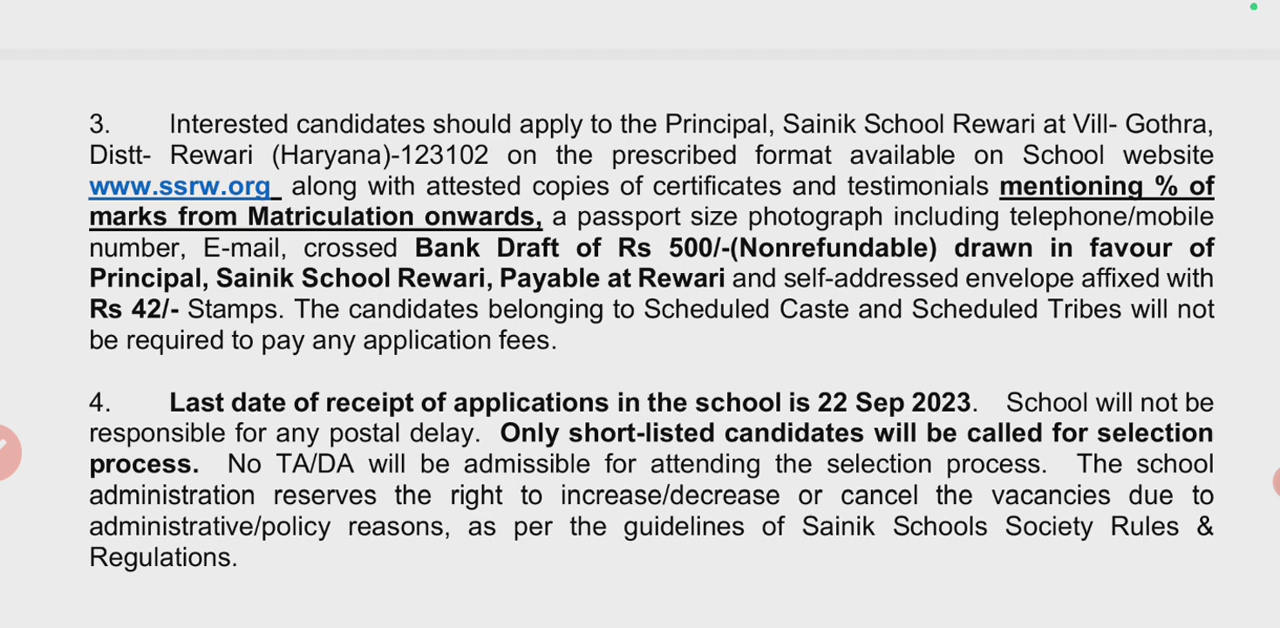 3. Interested candidates should apply to the Principal, Sainik School Rewari at Vill- Gothra,
Distt- Rewari (Haryana)-123102 on the prescribed format available on School website
www.ssrw.org along with attested copies of certificates and testimonials mentioning % of
marks from Matriculation onwards, a passport size photograph including telephone/mobile
number, E-mail, crossed Bank Draft of Rs 500/-(Nonrefundable) drawn in favour of
Principal, Sainik School Rewari, Payable at Rewari and self-addressed envelope affixed with
Rs 42/- Stamps. The candidates belonging to Scheduled Caste and Scheduled Tribes will not
be required to pay any application fees.
4. Last date of receipt of applications in the school is 22 Sep 2023. School will not be
responsible for any postal delay. Only short-listed candidates will be called for selection
process. No TA/DA will be admissible for attending the selection process. The school
administration reserves the right to increase/decrease or cancel the vacancies due to
administrative/policy reasons, as per the guidelines of Sainik Schools Society Rules &
Regulations.